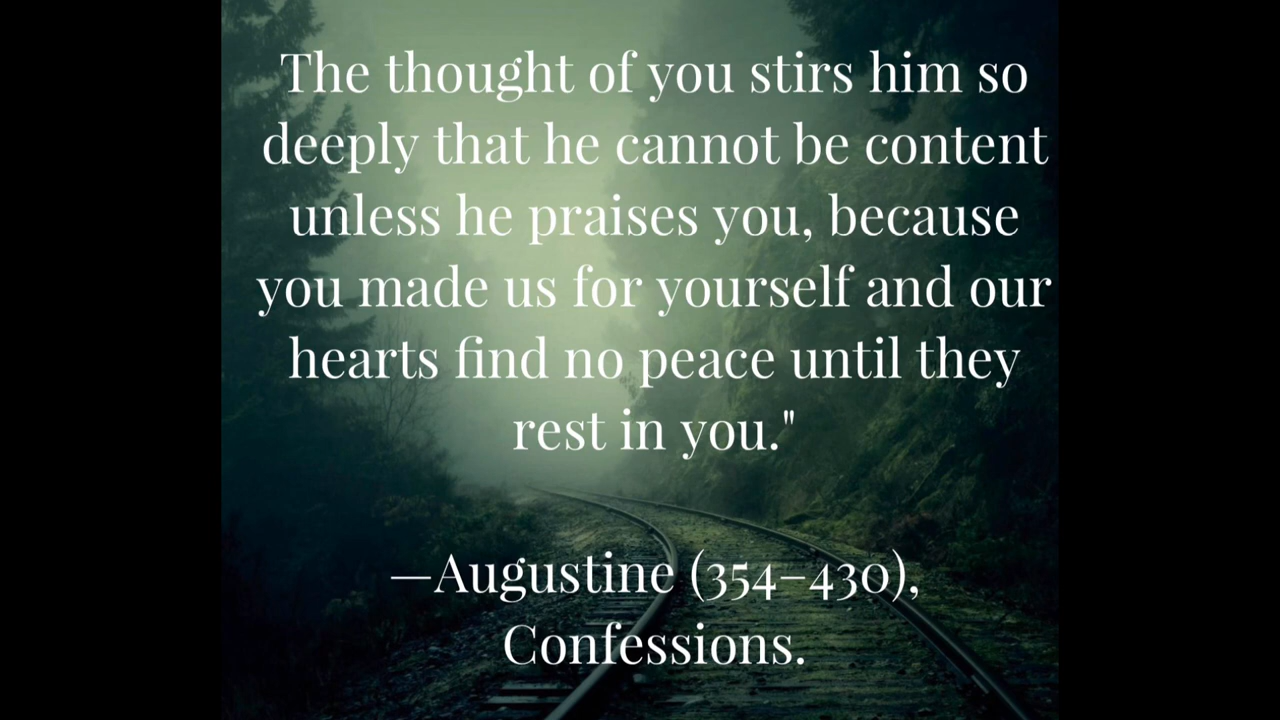 The thought of you stirs him so
deeply that he cannot be content
unless he praises you, because
you made us for yourself and our
hearts find no peace until they
rest in you."
—Augustine (354–430),
Confessions.